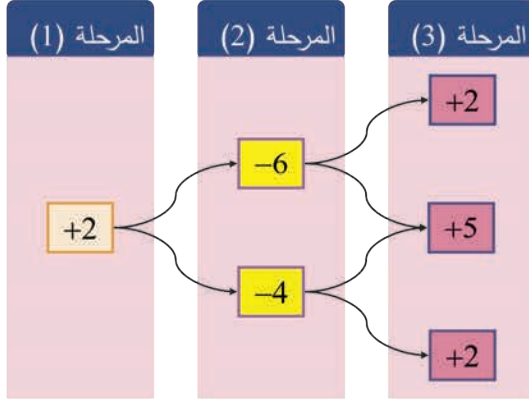 المرحلة (1)
المرحلة (2)
المرحلة (3)
+2
−6
+2
+5
−4
+2